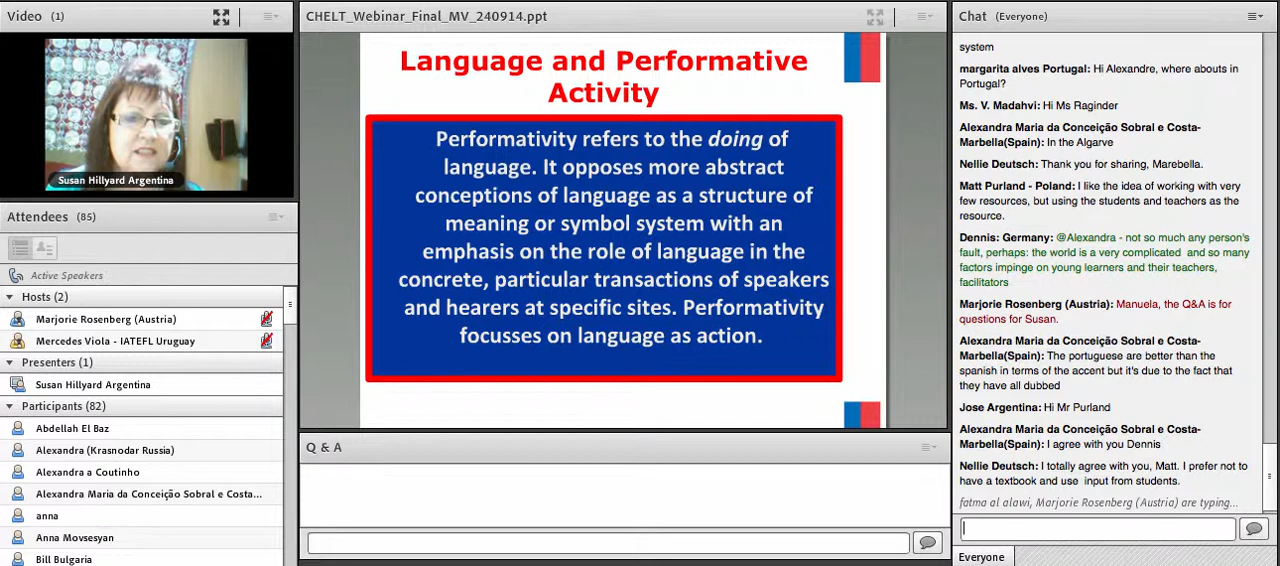 Video (1)
Susan Hillyard Argentina
Attendees (85)
Active Speakers
Hosts (2)
Marjorie Rosenberg (Austria)
Mercedes Viola - IATEFL Uruguay
Presenters (1)
Susan Hillyard Argentina
Participants (82)
Abdellah El Baz
Alexandra (Krasnodar Russia)
Alexandra a Coutinho
Alexandra Maria da Conceição Sobral e Costa...
anna
Anna Movsesyan
Bill Bulgaria
CHELT_Webinar_Final_MV_240914.ppt
Language and Performative
Activity
Performativity refers to the doing of
language. It opposes more abstract
conceptions of language as a structure of
meaning or symbol system with an
emphasis on the role of language in the
concrete, particular transactions of speakers
and hearers at specific sites. Performativity
focusses on language as action.
Q & A
Chat (Everyone)
system
margarita alves Portugal: Hi Alexandre, where abouts in
Portugal?
Ms. V. Madahvi: Hi Ms Raginder
Alexandra Maria da Conceição Sobral e Costa-
Marbella(Spain): In the Algarve
Nellie Deutsch: Thank you for sharing, Marebella.
Matt Purland - Poland: I like the idea of working with very
few resources, but using the students and teachers as the
resource.
Dennis: Germany: @Alexandra - not so much any person's
fault, perhaps: the world is a very complicated and so many
factors impinge on young learners and their teachers,
facilitators
Marjorie Rosenberg (Austria): Manuela, the Q&A is for
questions for Susan.
Alexandra Maria da Conceição Sobral e Costa-
Marbella(Spain): The portuguese are better than the
spanish in terms of the accent but it's due to the fact that
they have all dubbed
Jose Argentina: Hi Mr Purland
Alexandra Maria da Conceição Sobral e Costa-
Marbella(Spain): I agree with you Dennis
Nellie Deutsch: I totally agree with you, Matt. I prefer not to
have a textbook and use input from students.
fatma al alawi, Marjorie Rosenberg (Austria) are typing...
Everyone